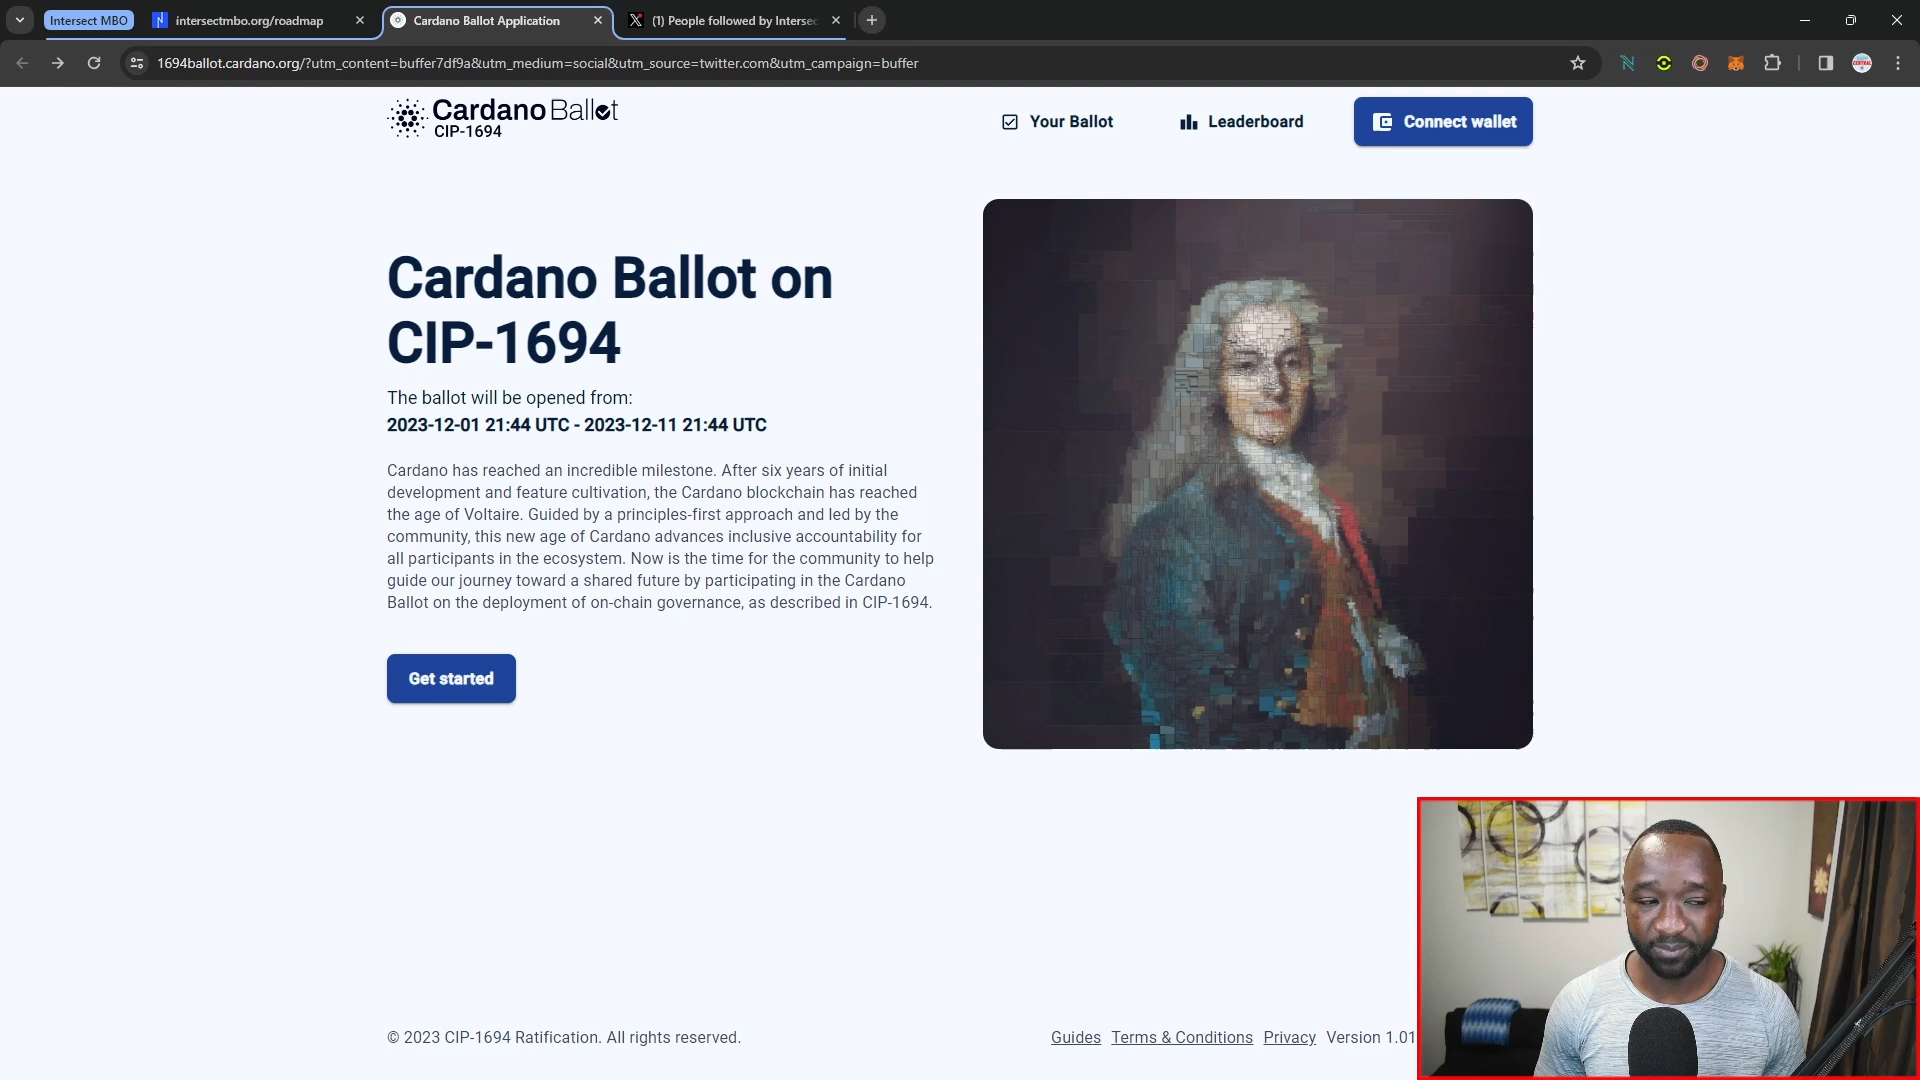 Intersect MBO
intersectmbo.org/roadmap
Cardano Ballot Application
(1) People followed by Interse
1694ballot.cardano.org/?utm_content=buffer7df9a&utm_medium=social&utm_source=twitter.com&utm_campaign=buffer
Cardano Ballot
CIP-1694
Your Ballot
Leaderboard
Connect wallet
Cardano Ballot on
CIP-1694
The ballot will be opened from:
2023-12-01 21:44 UTC - 2023-12-11 21:44 UTC
Cardano has reached an incredible milestone. After six years of initial
development and feature cultivation, the Cardano blockchain has reached
the age of Voltaire. Guided by a principles-first approach and led by the
community, this new age of Cardano advances inclusive accountability for
all participants in the ecosystem. Now is the time for the community to help
guide our journey toward a shared future by participating in the Cardano
Ballot on the deployment of on-chain governance, as described in CIP-1694.
Get started
© 2023 CIP-1694 Ratification. All rights reserved.
Guides Terms & Conditions Privacy Version 1.01